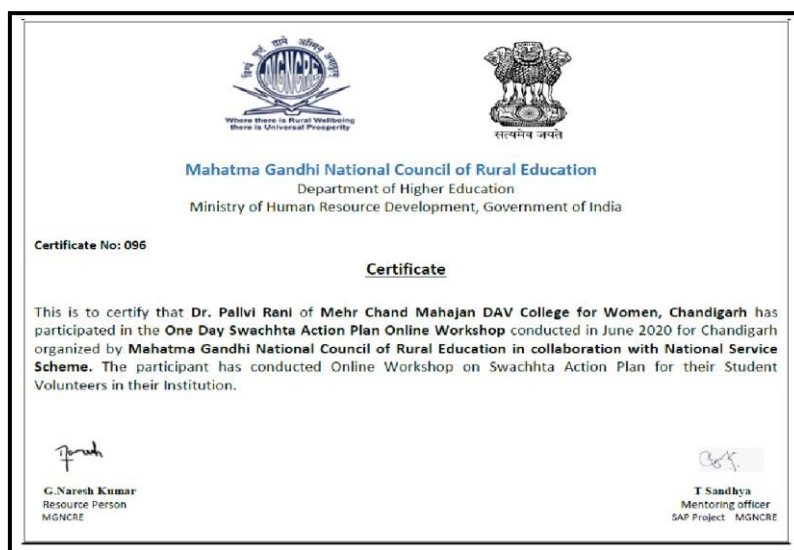 विश्वं पुष्टं ग्रामे अस्मिन् अनातुरम्
MGNCRE
Where there is Rural Wellbeing
there is Universal Prosperity
सत्यमेव जयते
Mahatma Gandhi National Council of Rural Education
Department of Higher Education
Ministry of Human Resource Development, Government of India
Certificate No: 096
Certificate
This is to certify that Dr. Pallvi Rani of Mehr Chand Mahajan DAV College for Women, Chandigarh has
participated in the One Day Swachhta Action Plan Online Workshop conducted in June 2020 for Chandigarh
organized by Mahatma Gandhi National Council of Rural Education in collaboration with National Service
Scheme. The participant has conducted Online Workshop on Swachhta Action Plan for their Student
Volunteers in their Institution.
Naresh
G.Naresh Kumar
Resource Person
MGNCRE
T Sandhya
Mentoring officer
SAP Project MGNCRE